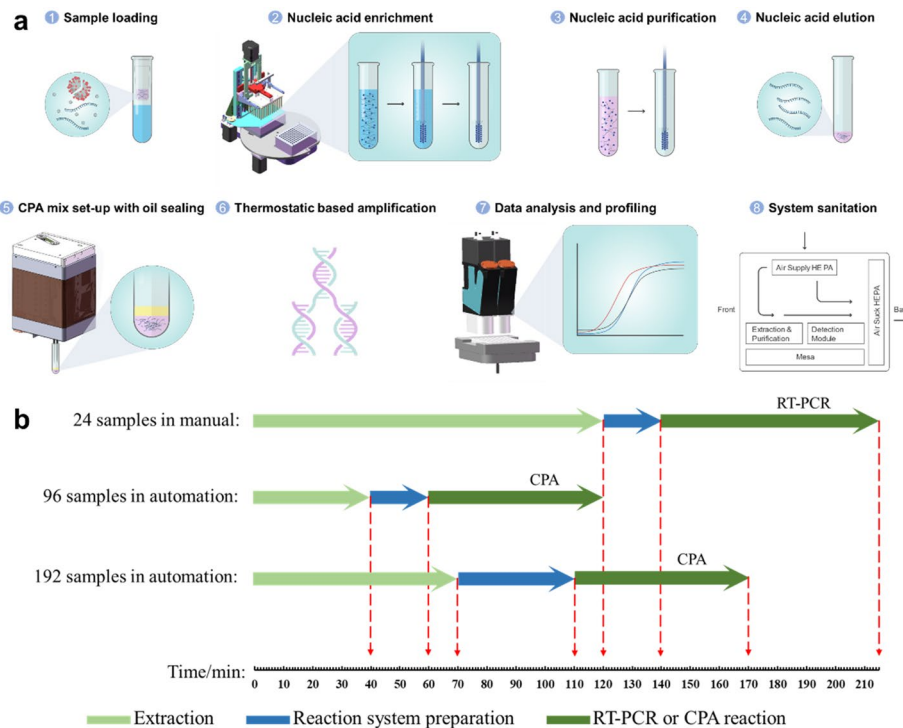 a
1 Sample loading
2 Nucleic acid enrichment
3 Nucleic acid purification
4 Nucleic acid elution
5 CPA mix set-up with oil sealing
6 Thermostatic based amplification
7 Data analysis and profiling
8 System sanitation
Air Supply HEPA
Front
Air Suck HEPA
Ba
Extraction & Purification
Detection Module
Mesa
b
24 samples in manual:
RT-PCR
96 samples in automation:
CPA
192 samples in automation:
CPA
Time/min:
0 10 20 30 40 50 60 70 80 90 100 110 120 130 140 150 160 170 180 190 200 210
Extraction
Reaction system preparation
RT-PCR or CPA reaction